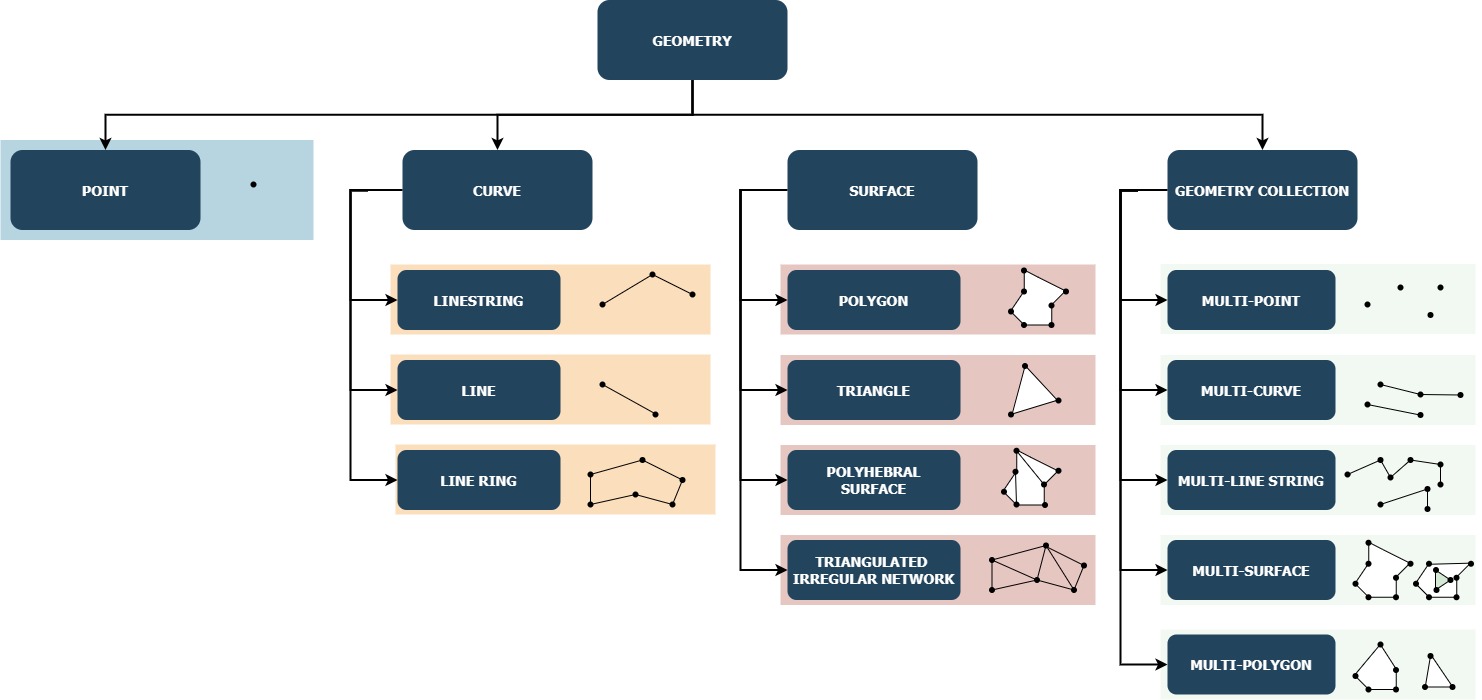 GEOMETRY
POINT
CURVE
SURFACE
GEOMETRY COLLECTION
LINESTRING
LINE
LINE RING
POLYGON
TRIANGLE
POLYHEBRAL
SURFACE
TRIANGULATED
IRREGULAR NETWORK
MULTI-POINT
MULTI-CURVE
MULTI-LINE STRING
MULTI-SURFACE
MULTI-POLYGON